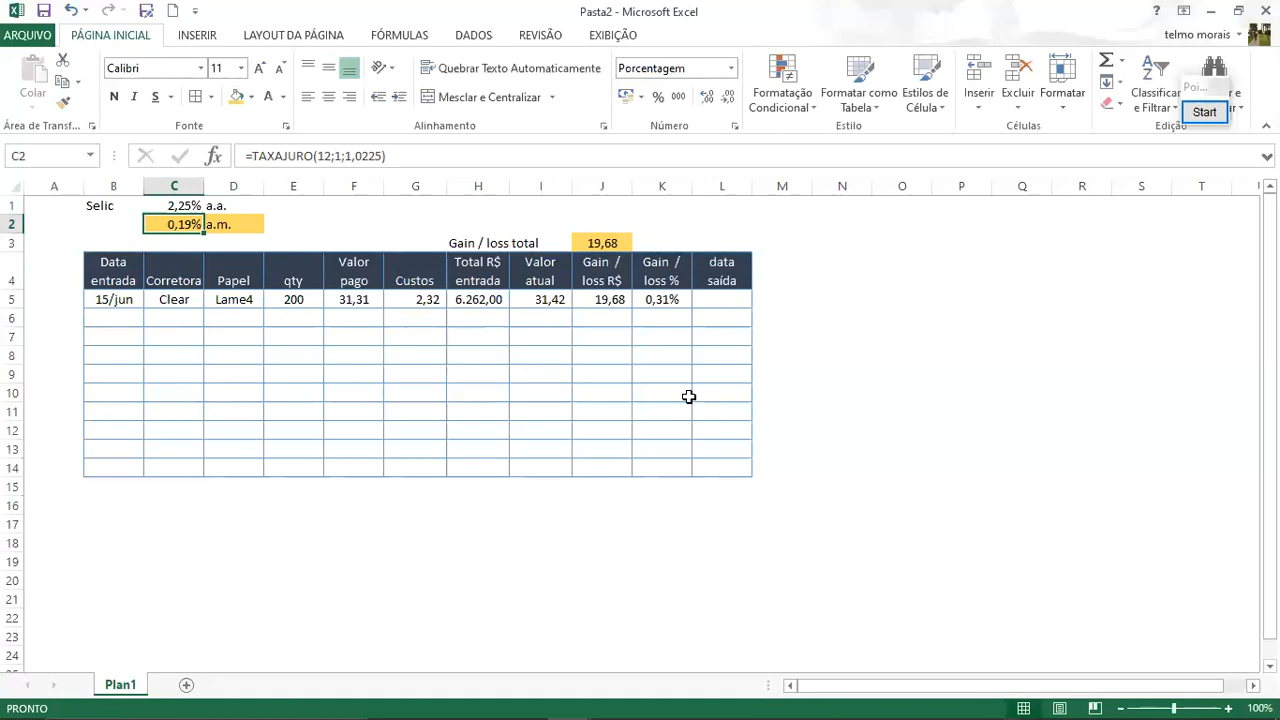 Pasta2 - Microsoft Excel
ARQUIVO PÁGINA INICIAL INSERIR LAYOUT DA PÁGINA FÓRMULAS DADOS REVISÃO EXIBIÇÃO telmo morais
Colar
Calibri 11
N I S
Quebrar Texto Automaticamente
Mesclar e Centralizar
Porcentagem
% 000
Formatação Condicional
Formatar como Tabela
Estilos de Célula
Inserir Excluir Formatar
Classificar e Filtrar
Poi...
Start
Área de Transf... Fonte Alinhamento Número Estilo Células Edição
C2 fx =TAXAJURO(12;1;1,0225)
A B C D E F G H I J K L M N O P Q R S T U
1 Selic 2,25% a.a.
2 0,19% a.m.
3 Gain / loss total 19,68
4 Data entrada Corretora Papel qty Valor pago Custos Total R$ entrada Valor atual Gain / loss R$ Gain / loss % data saída
5 15/jun Clear Lame4 200 31,31 2,32 6.262,00 31,42 19,68 0,31%
6
7
8
9
10
11
12
13
14
15
16
17
18
19
20
21
22
23
24
Plan1
PRONTO 100%